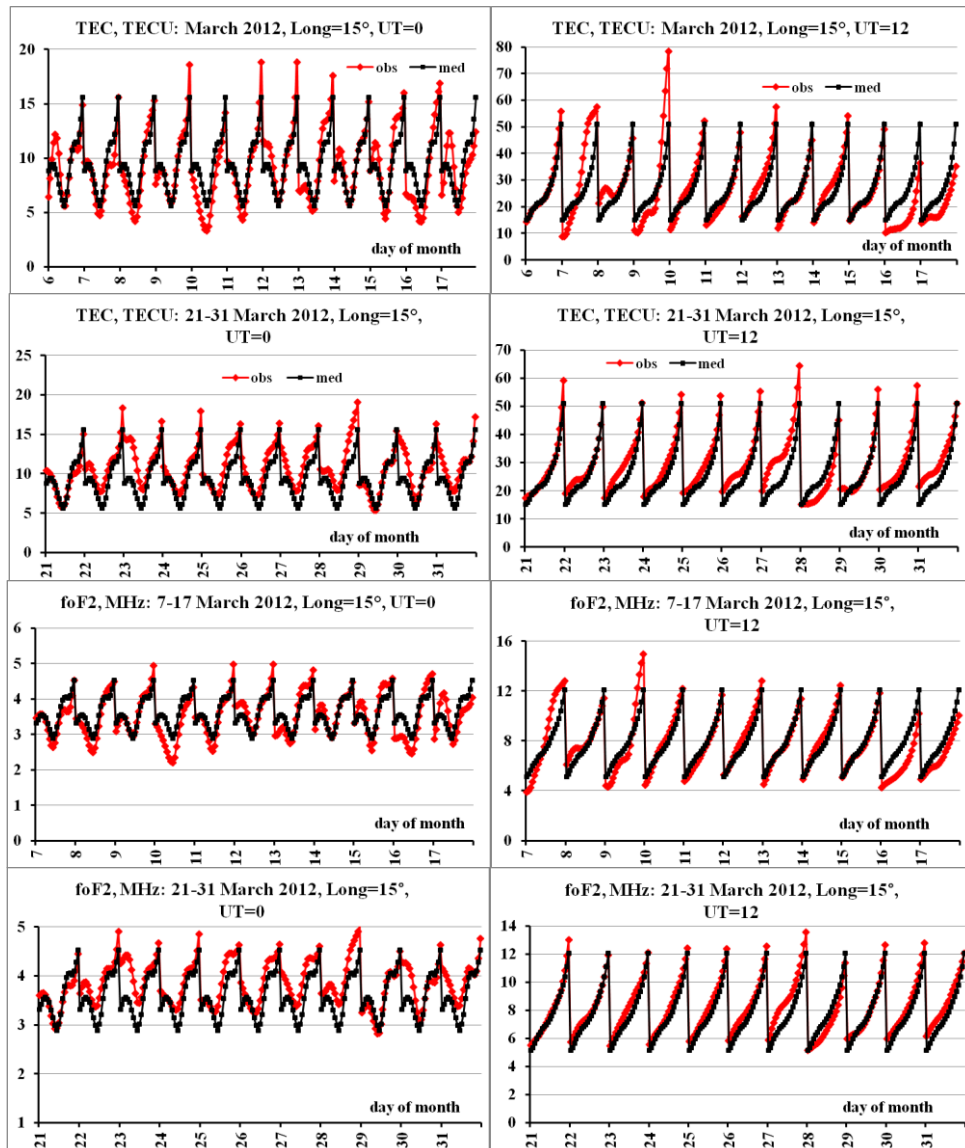 TEC, TECU: March 2012, Long=15°, UT=0
obs med
20
15
10
5
0
day of month
6 7 8 9 10 11 12 13 14 15 16 17
TEC, TECU: March 2012, Long=15°, UT=12
obs med
80
70
60
50
40
30
20
10
0
day of month
6 7 8 9 10 11 12 13 14 15 16 17
TEC, TECU: 21-31 March 2012, Long=15°,
UT=0
obs med
25
20
15
10
5
0
day of month
21 22 23 24 25 26 27 28 29 30 31
TEC, TECU: 21-31 March 2012, Long=15°,
UT=12
obs med
70
60
50
40
30
20
10
0
day of month
21 22 23 24 25 26 27 28 29 30 31
foF2, MHz: 7-17 March 2012, Long=15°, UT=0
6
5
4
3
2
1
0
day of month
7 8 9 10 11 12 13 14 15 16 17
foF2, MHz: 7-17 March 2012, Long=15°,
UT=12
16
12
8
4
0
day of month
7 8 9 10 11 12 13 14 15 16 17
foF2, MHz: 21-31 March 2012, Long=15°,
UT=0
5
4
3
2
1
day of month
21 22 23 24 25 26 27 28 29 30 31
foF2, MHz: 21-31 March 2012, Long=15°,
UT=12
14
12
10
8
6
4
2
0
day of month
21 22 23 24 25 26 27 28 29 30 31